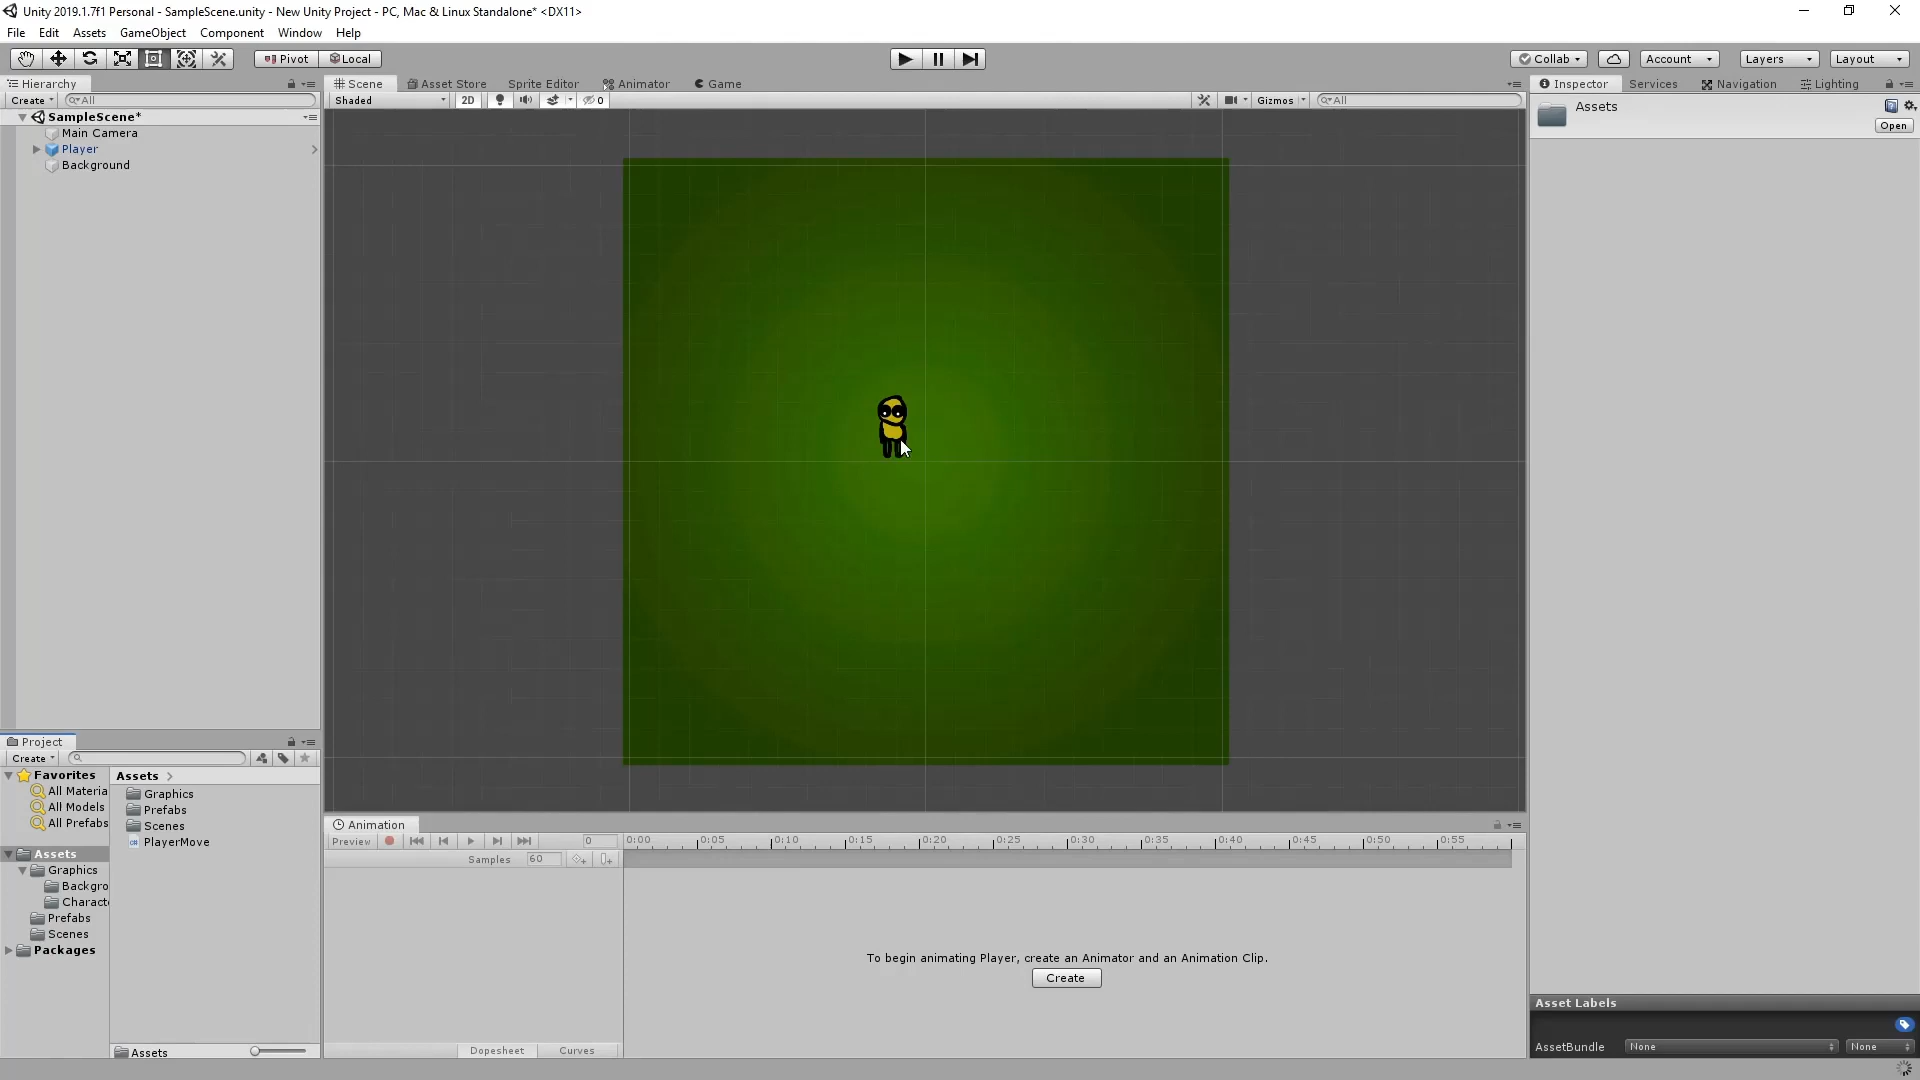 Unity 2019.1.7f1 Personal - SampleScene.unity - New Unity Project - PC, Mac & Linux Standalone* <DX11>
File Edit Assets GameObject Component Window Help
Pivot Local Collab Account Layers Layout
Hierarchy
Create All
SampleScene*
Main Camera
Player
Background
Scene Asset Store Sprite Editor Animator Game
Shaded 2D 0 Gizmos All
Inspector Services Navigation Lighting
Assets
Open
Project
Create
Favorites
All Materia
All Models
All Prefabs
Assets
Graphics
Backgro
Characte
Prefabs
Scenes
Packages
Assets
Graphics
Prefabs
Scenes
PlayerMove
Assets
Animation
Preview 0 0:00 0:05 0:10 0:15 0:20 0:25 0:30 0:35 0:40 0:45 0:50 0:55
Samples 60
To begin animating Player, create an Animator and an Animation Clip.
Create
Dopesheet Curves
Asset Labels
AssetBundle None None